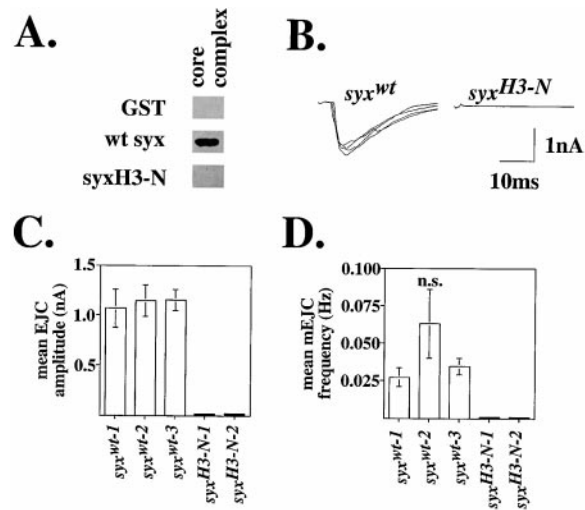 A.
core
complex
GST
wt syx
syxH3-N
B.
syxwt
syxH3-N
1nA
10ms
C.
mean EJC
amplitude (nA)
1.5
1.0
0.5
syxwt-1
syxwt-2
syxwt-3
syxH3-N-1
syxH3-N-2
D.
mean mEJC
frequency (Hz)
0.100
0.075
0.050
0.025
n.s.
syxwt-1
syxwt-2
syxwt-3
syxH3-N-1
syxH3-N-2